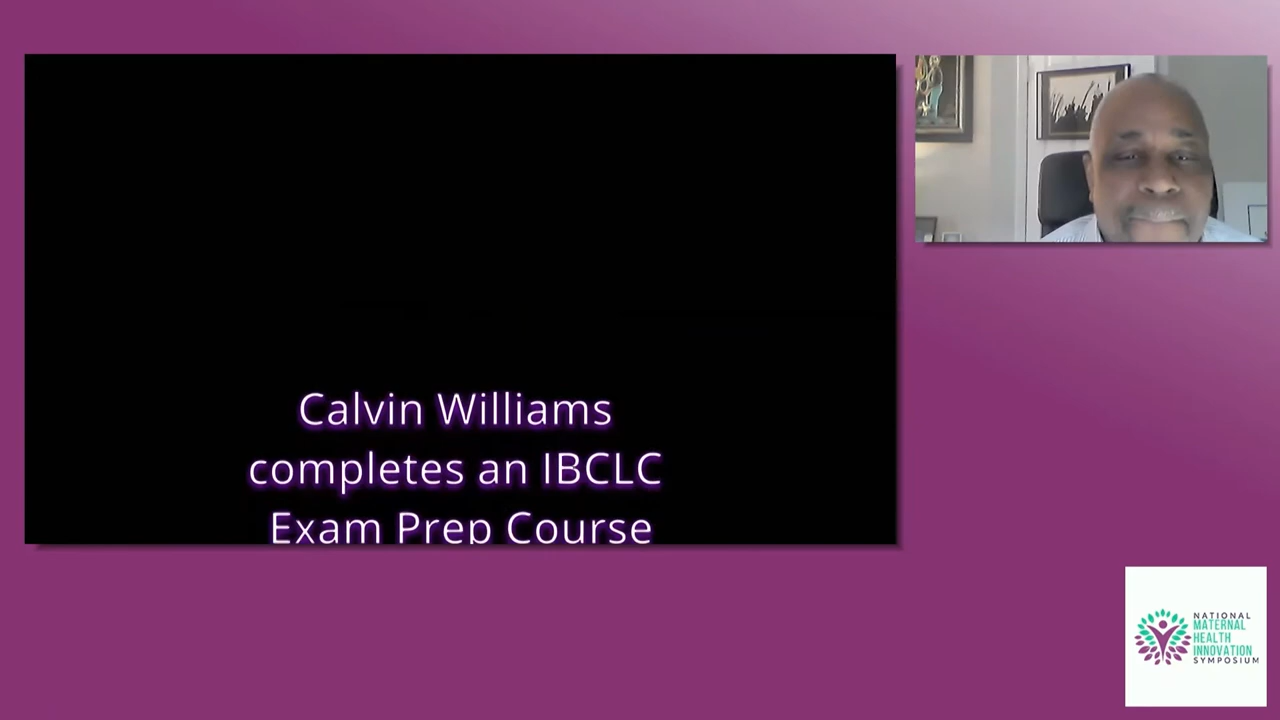 Calvin Williams
completes an IBCLC
Exam Prep Course
NATIONAL
MATERNAL
HEALTH
INNOVATION
SYMPOSIUM